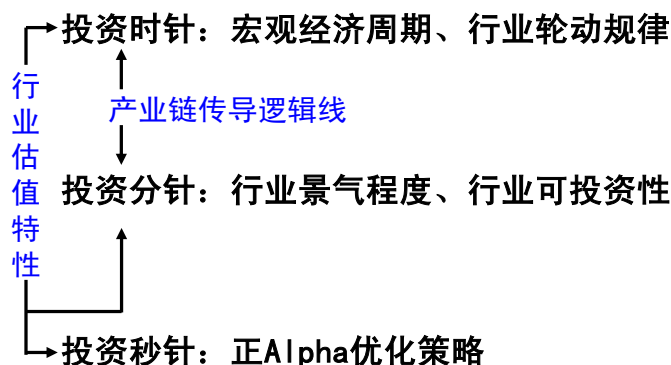 投资时针：宏观经济周期、行业轮动规律
行业估值特性
产业链传导逻辑线
投资分针：行业景气程度、行业可投资性
投资秒针：正Alpha优化策略